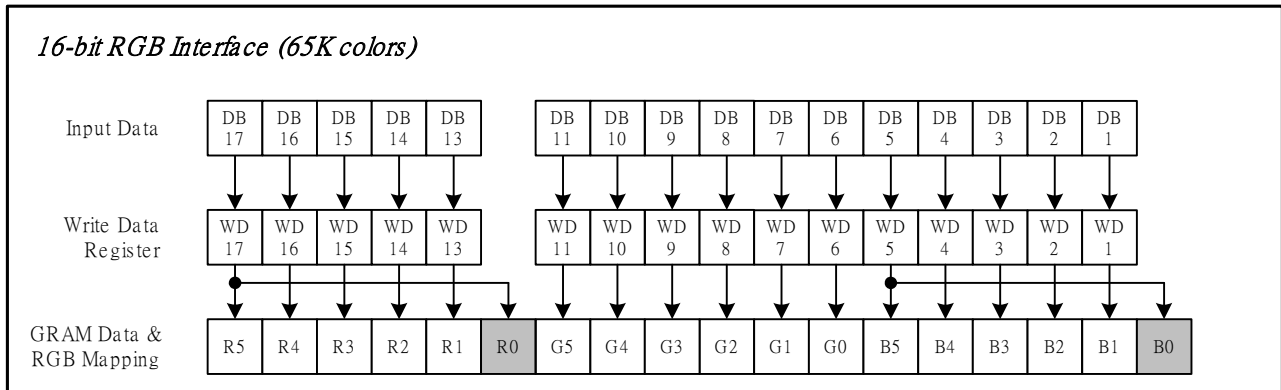 16-bit RGB Interface (65K colors)
Input Data
DB 17 DB 16 DB 15 DB 14 DB 13 DB 11 DB 10 DB 9 DB 8 DB 7 DB 6 DB 5 DB 4 DB 3 DB 2 DB 1
Write Data
Register
WD 17 WD 16 WD 15 WD 14 WD 13 WD 11 WD 10 WD 9 WD 8 WD 7 WD 6 WD 5 WD 4 WD 3 WD 2 WD 1
GRAM Data &
RGB Mapping
R5 R4 R3 R2 R1 R0 G5 G4 G3 G2 G1 G0 B5 B4 B3 B2 B1 B0